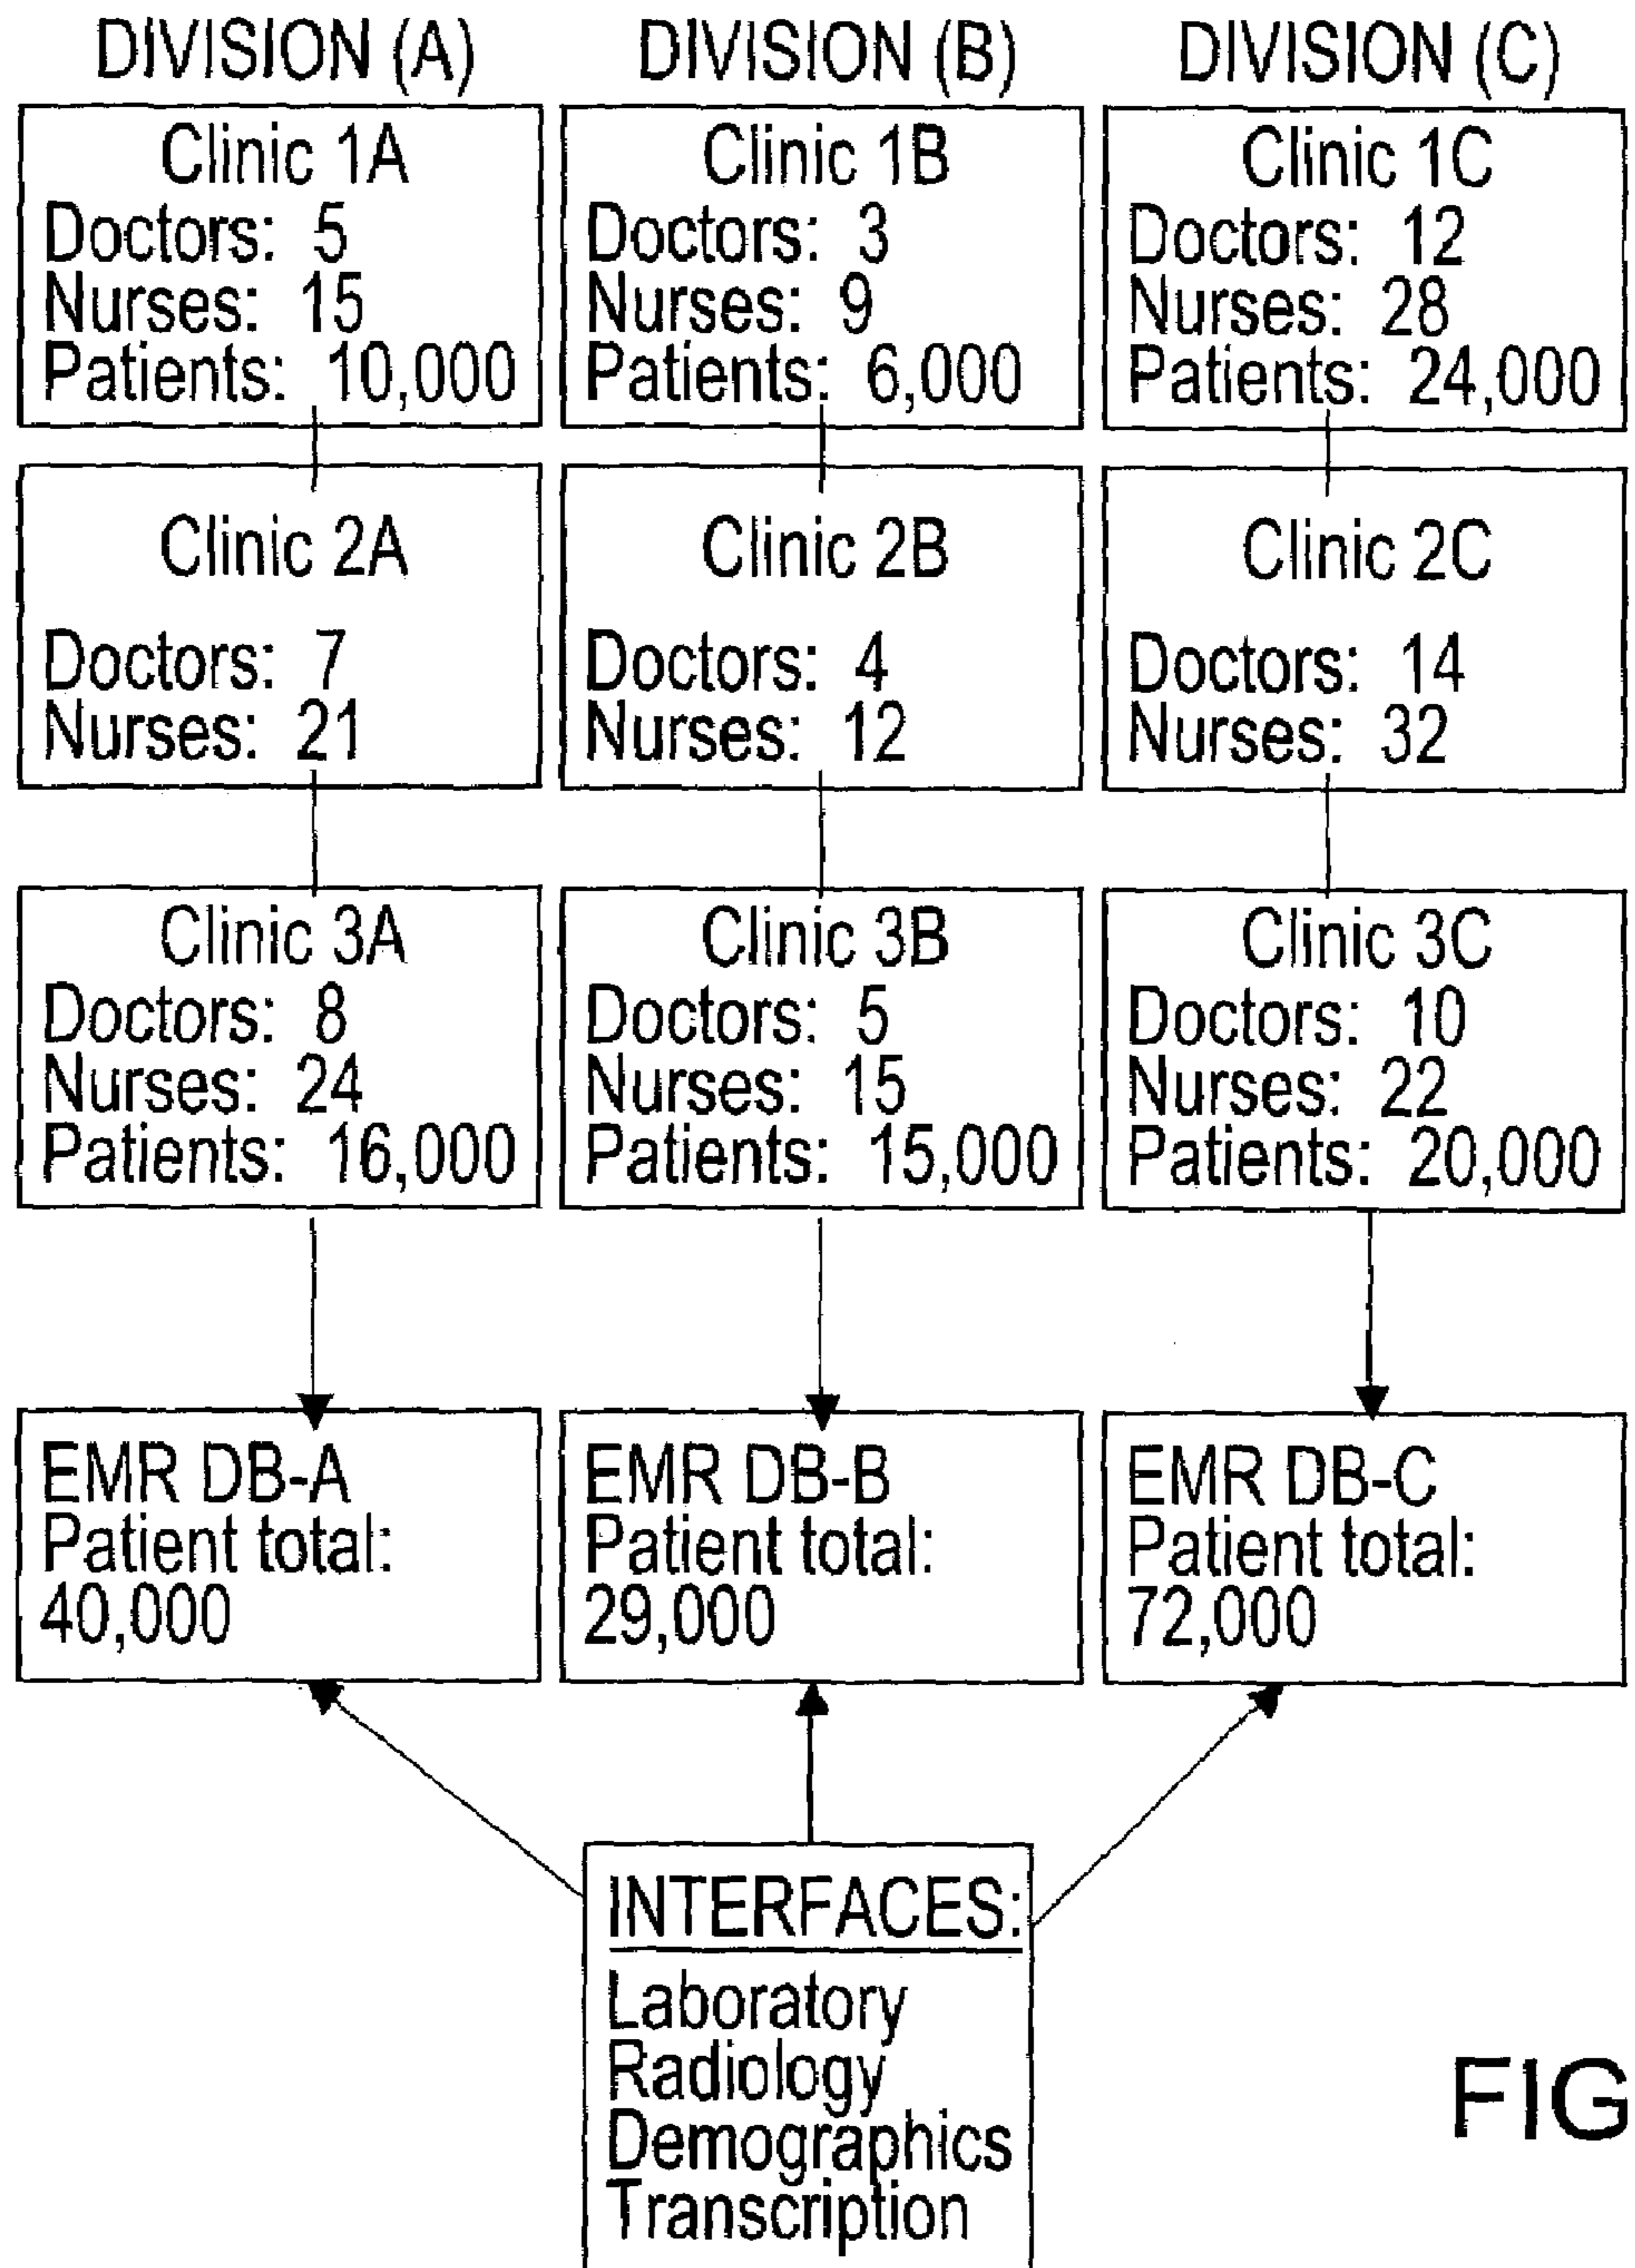 DIVISION (A)
DIVISION (B)
DIVISION (C)
Clinic 1A
Doctors: 5
Nurses: 15
Patients: 10,000
Clinic 1B
Doctors: 3
Nurses: 9
Patients: 6,000
Clinic 1C
Doctors: 12
Nurses: 28
Patients: 24,000
Clinic 2A
Doctors: 7
Nurses: 21
Clinic 2B
Doctors: 4
Nurses: 12
Clinic 2C
Doctors: 14
Nurses: 32
Clinic 3A
Doctors: 8
Nurses: 24
Patients: 16,000
Clinic 3B
Doctors: 5
Nurses: 15
Patients: 15,000
Clinic 3C
Doctors: 10
Nurses: 22
Patients: 20,000
EMR DB-A
Patient total:
40,000
EMR DB-B
Patient total:
29,000
EMR DB-C
Patient total:
72,000
INTERFACES:
Laboratory
Radiology
Demographics
Transcription
FIG